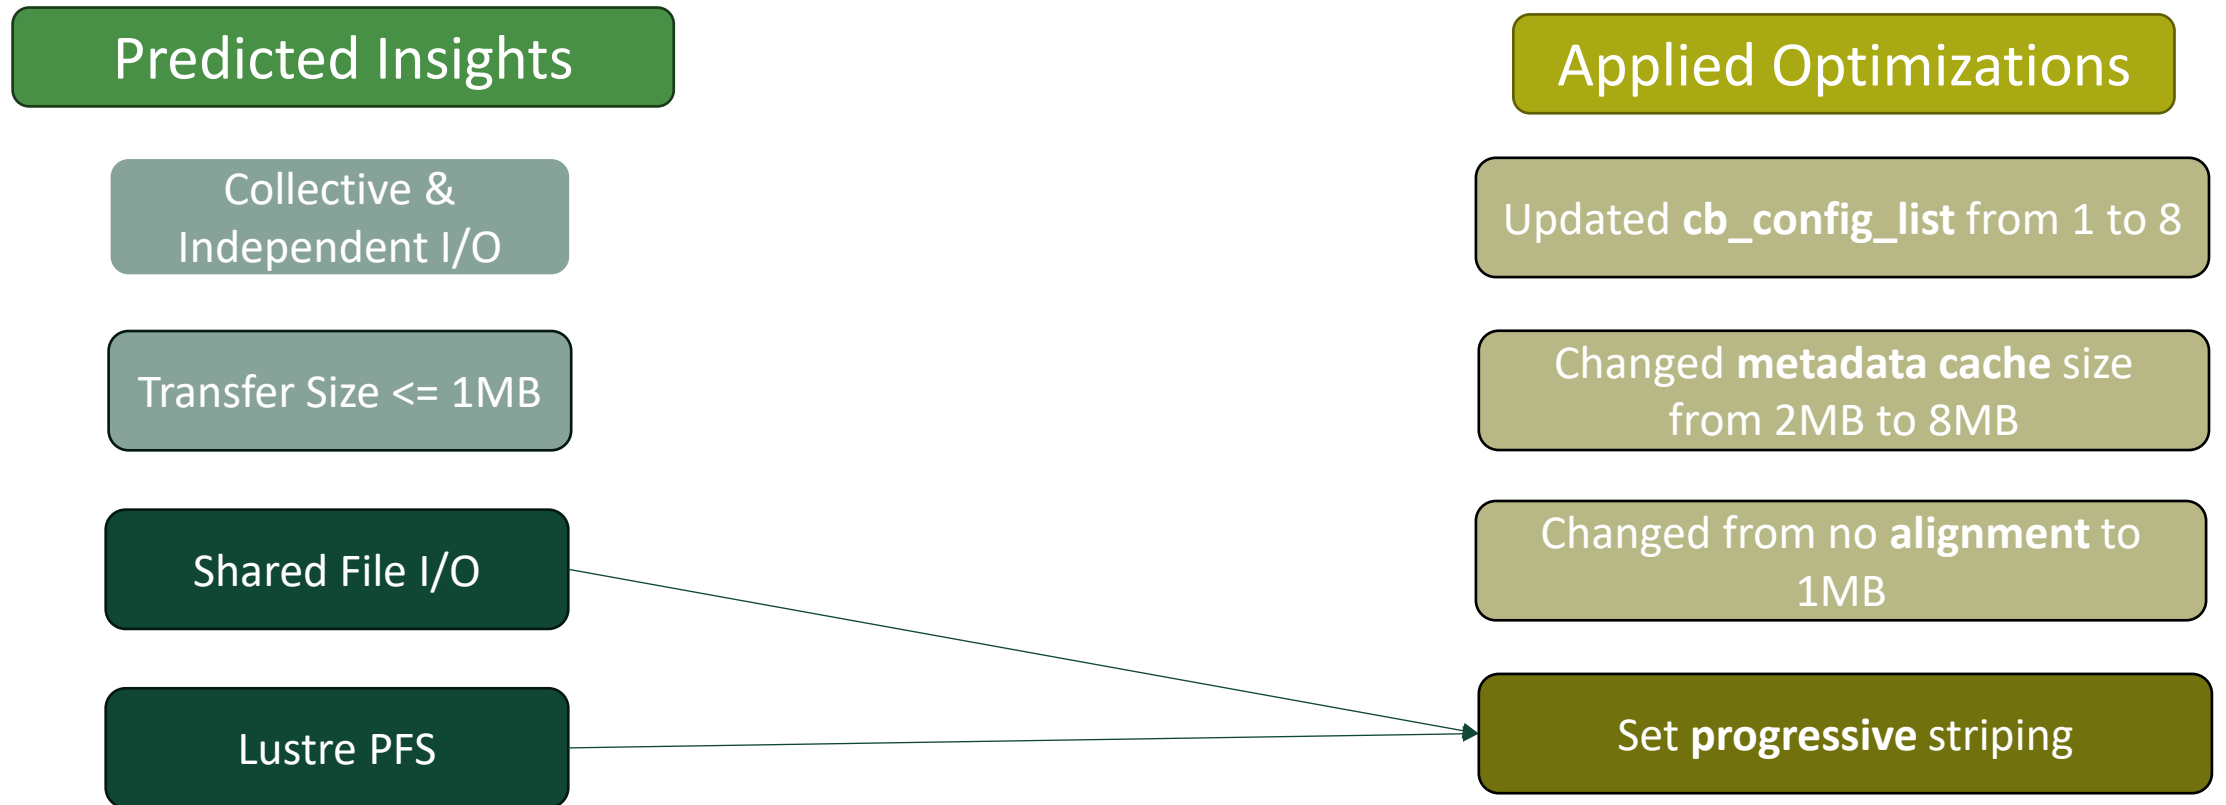 Predicted Insights
Applied Optimizations
Collective &
Independent I/O
Updated cb_config_list from 1 to 8
Transfer Size <= 1MB
Changed metadata cache size
from 2MB to 8MB
Shared File I/O
Changed from no alignment to
1MB
Lustre PFS
Set progressive striping